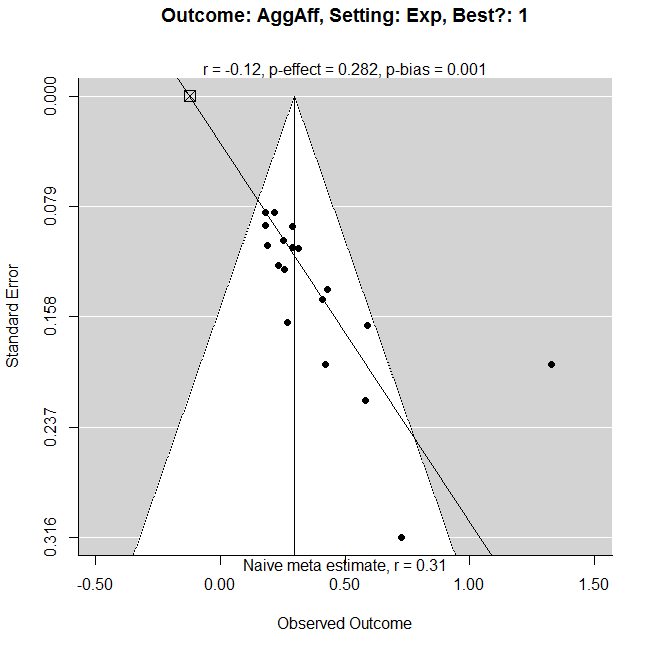 Outcome: AggAff, Setting: Exp, Best?: 1
r = -0.12, p-effect = 0.282, p-bias = 0.001
0.000
0.079
0.158
0.237
0.316
Standard Error
Naive meta estimate, r = 0.31
-0.50
0.00
0.50
1.00
1.50
Observed Outcome